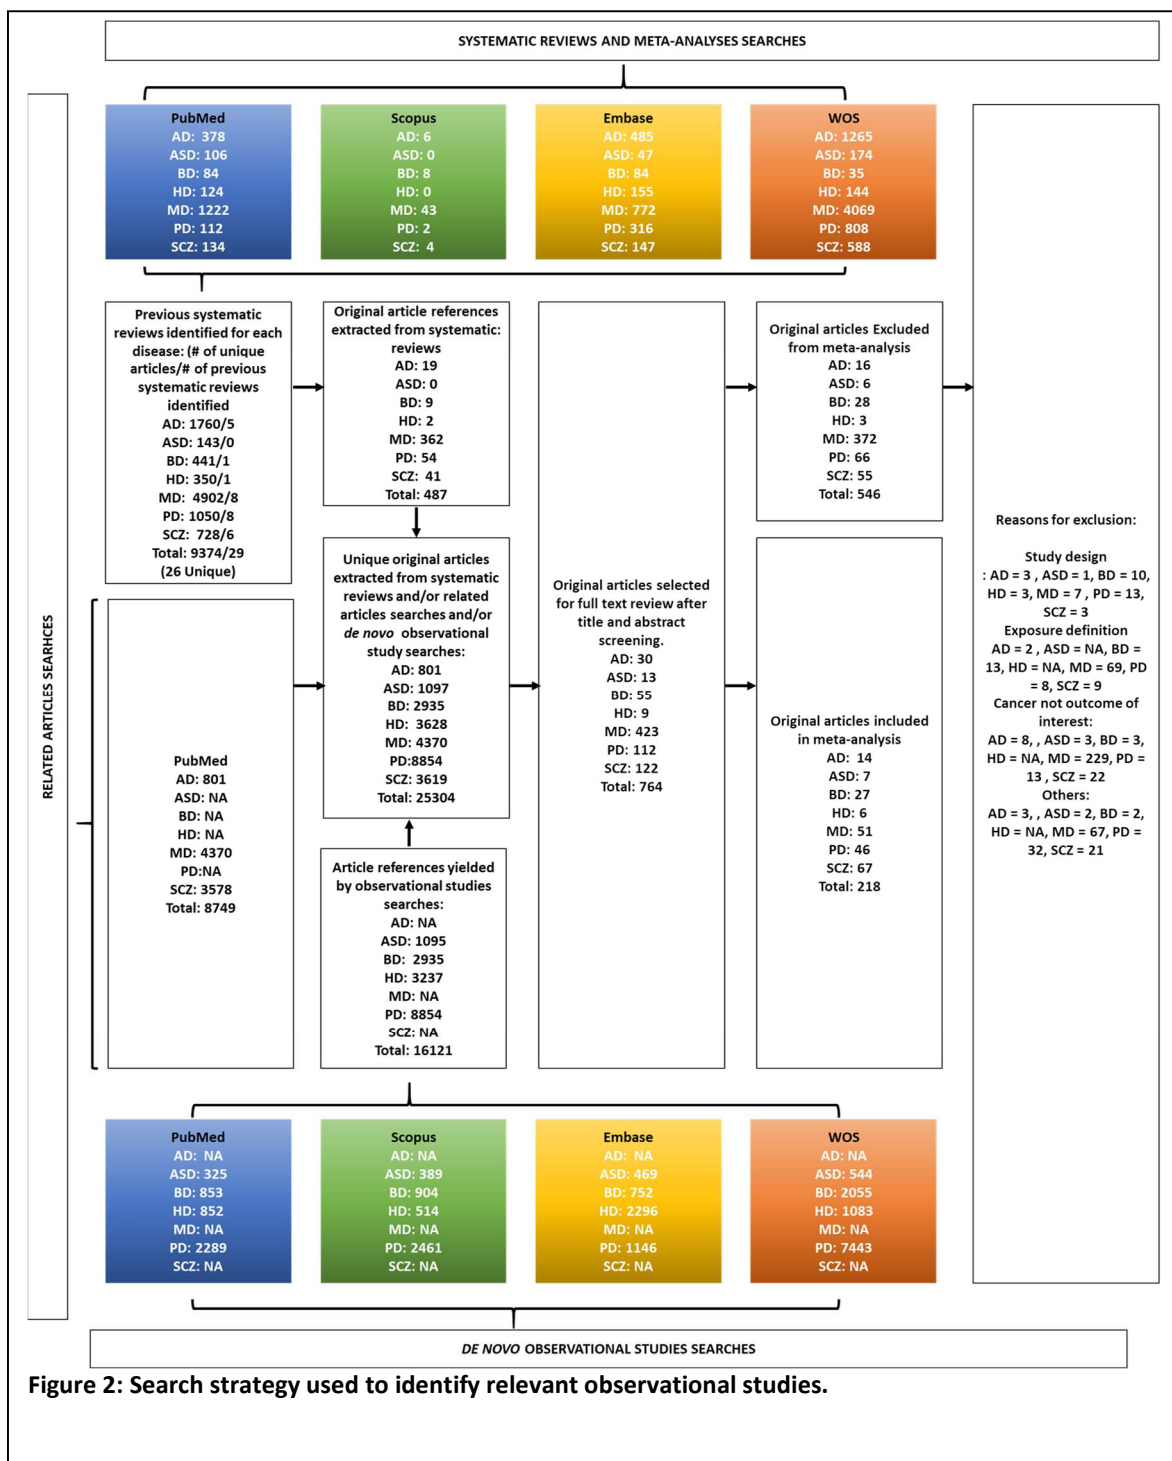 SYSTEMATIC REVIEWS AND META-ANALYSES SEARCHES
RELATED ARTICLES SEARHCES
PubMed
AD: 378
ASD: 106
BD: 84
HD: 124
MD: 1222
PD: 112
SCZ: 134
Scopus
AD: 6
ASD: 0
BD: 8
HD: 0
MD: 43
PD: 2
SCZ: 4
Embase
AD: 485
ASD: 47
BD: 84
HD: 155
MD: 772
PD: 316
SCZ: 147
WOS
AD: 1265
ASD: 174
BD: 35
HD: 144
MD: 4069
PD: 808
SCZ: 588
Previous systematic
reviews identified for each
disease: (# of unique
articles/# of previous
systematic reviews
identified
AD: 1760/5
ASD: 143/0
BD: 441/1
HD: 350/1
MD: 4902/8
PD: 1050/8
SCZ: 728/6
Total: 9374/29
(26 Unique)
Original article references
extracted from systematic:
reviews
AD: 19
ASD: 0
BD: 9
HD: 2
MD: 362
PD: 54
SCZ: 41
Total: 487
Original articles Excluded
from meta-analysis
AD: 16
ASD: 6
BD: 28
HD: 3
MD: 372
PD: 66
SCZ: 55
Total: 546
PubMed
AD: 801
ASD: NA
BD: NA
HD: NA
MD: 4370
PD:NA
SCZ: 3578
Total: 8749
Unique original articles
extracted from systematic
reviews and/or related
articles searches and/or
de novo observational
study searches:
AD: 801
ASD: 1097
BD: 2935
HD: 3628
MD: 4370
PD:8854
SCZ: 3619
Total: 25304
Original articles selected
for full text review after
title and abstract
screening.
AD: 30
ASD: 13
BD: 55
HD: 9
MD: 423
PD: 112
SCZ: 122
Total: 764
Original articles included
in meta-analysis
AD: 14
ASD: 7
BD: 27
HD: 6
MD: 51
PD: 46
SCZ: 67
Total: 218
Reasons for exclusion:
Study design
: AD = 3 , ASD = 1, BD = 10,
HD = 3, MD = 7 , PD = 13,
SCZ = 3
Exposure definition
AD = 2 , ASD = NA, BD =
13, HD = NA, MD = 69, PD
= 8, SCZ = 9
Cancer not outcome of
interest:
AD = 8, , ASD = 3, BD = 3,
HD = NA, MD = 229, PD =
13 , SCZ = 22
Others:
AD = 3, , ASD = 2, BD = 2,
HD = NA, MD = 67, PD =
32, SCZ = 21
Article references yielded
by observational studies
searches:
AD: NA
ASD: 1095
BD: 2935
HD: 3237
MD: NA
PD: 8854
SCZ: NA
Total: 16121
PubMed
AD: NA
ASD: 325
BD: 853
HD: 852
MD: NA
PD: 2289
SCZ: NA
Scopus
AD: NA
ASD: 389
BD: 904
HD: 514
MD: NA
PD: 2461
SCZ: NA
Embase
AD: NA
ASD: 469
BD: 752
HD: 2296
MD: NA
PD: 1146
SCZ: NA
WOS
AD: NA
ASD: 544
BD: 2055
HD: 1083
MD: NA
PD: 7443
SCZ: NA
DE NOVO OBSERVATIONAL STUDIES SEARCHES
Figure 2: Search strategy used to identify relevant observational studies.